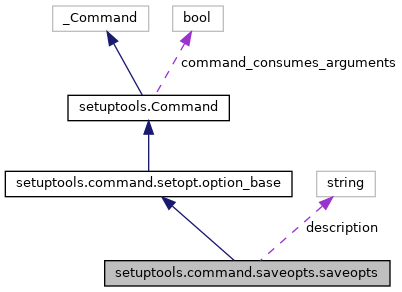 _Command
bool
command_consumes_arguments
setuptools.Command
setuptools.command.setopt.option_base
string
description
setuptools.command.saveopts.saveopts